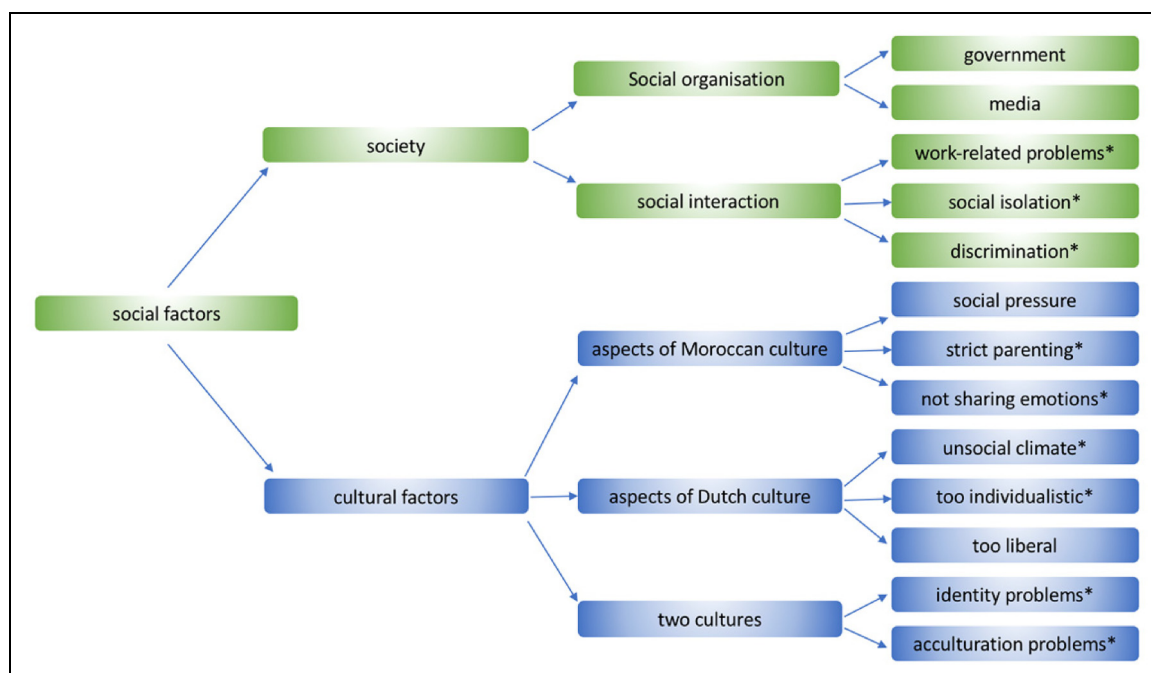 social factors
society
cultural factors
Social organisation
social interaction
aspects of Moroccan culture
aspects of Dutch culture
two cultures
government
media
work-related problems*
social isolation*
discrimination*
social pressure
strict parenting*
not sharing emotions*
unsocial climate*
too individualistic*
too liberal
identity problems*
acculturation problems*